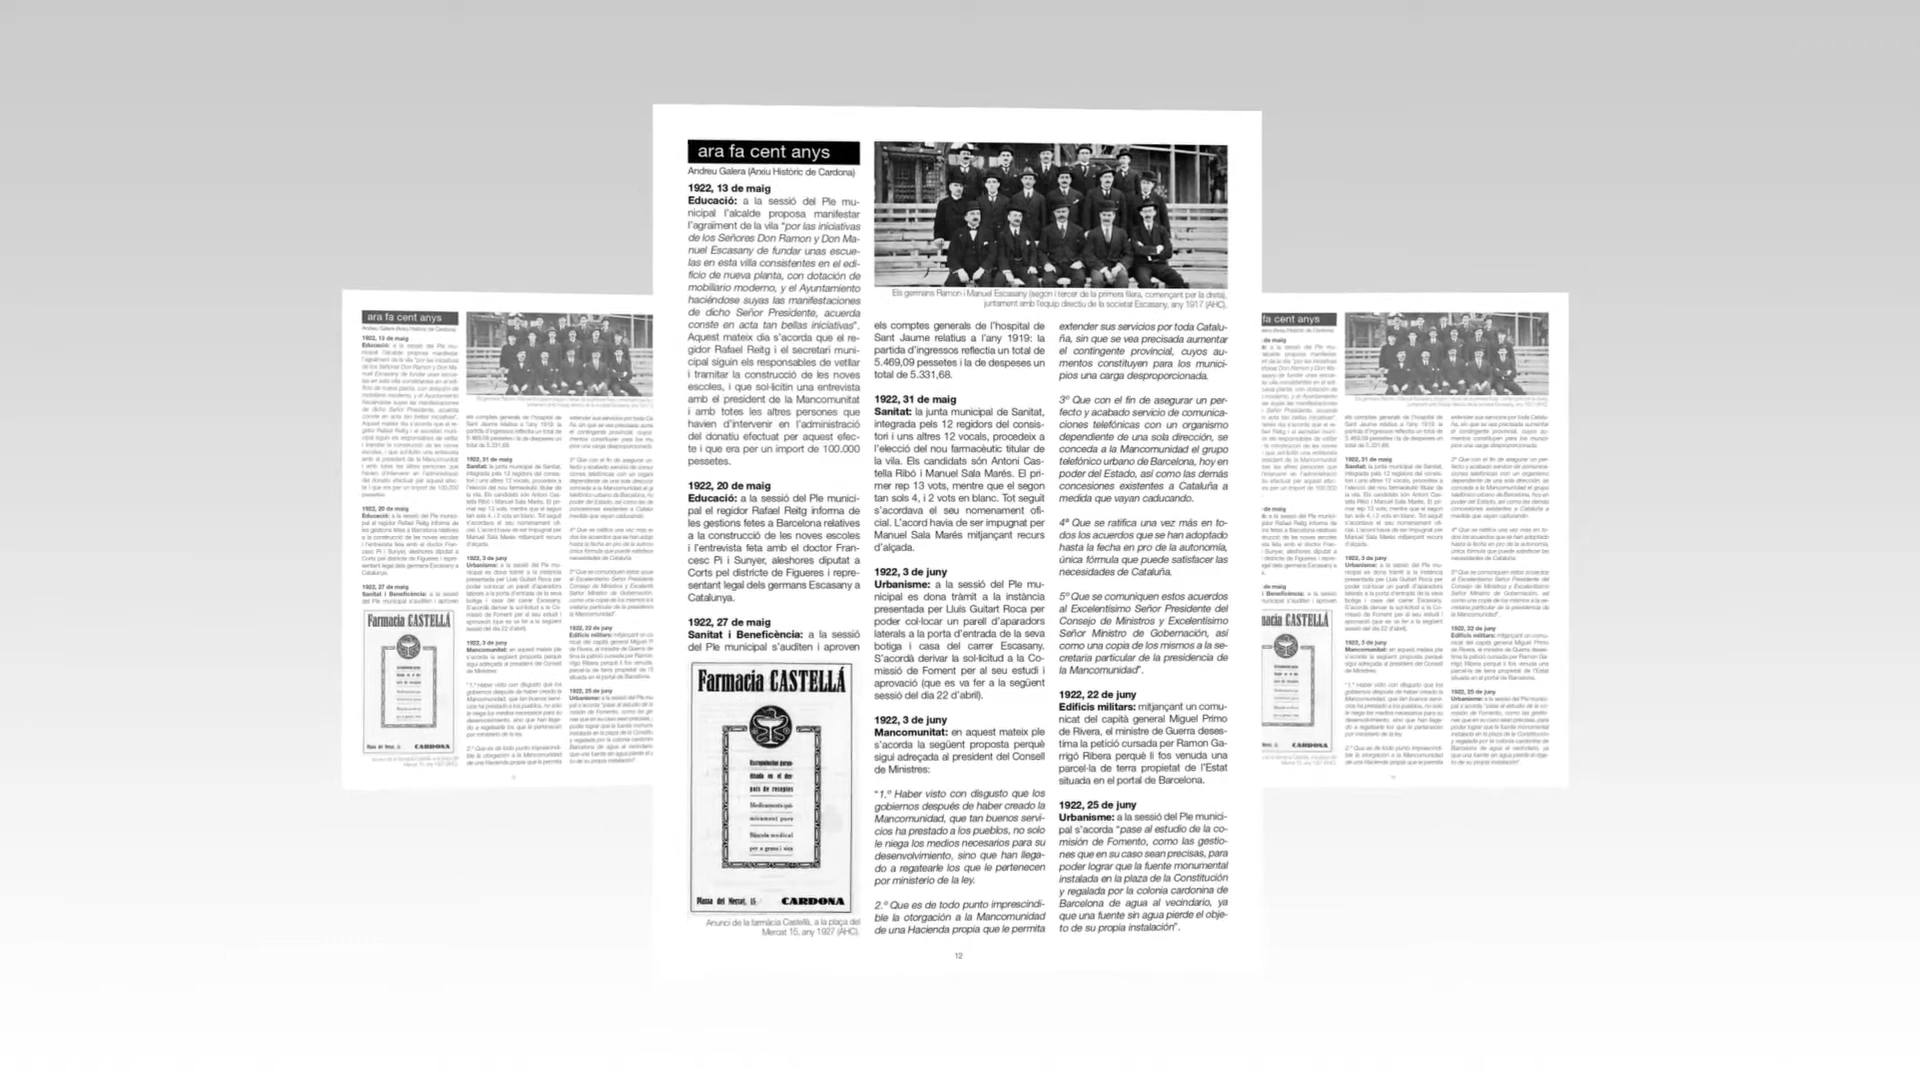 ara fa cent anys
Andreu Galera (Arxiu Històric de Cardona)
1922, 13 de maig
Educació: a la sessió del Ple mu-
nicipal l'alcalde proposa manifestar
l'agraïment de la vila "por las iniciativas
de los Señores Don Ramon y Don Ma-
nuel Escasany de fundar unas escue-
las en esta villa consistentes en el edi-
ficio de nueva planta, con dotación de
mobiliario moderno, y el Ayuntamiento
haciéndose suyas las manifestaciones
de dicho Señor Presidente, acuerda
conste en acta tan bellas iniciativas".
Aquest mateix dia s'acorda que el re-
gidor Rafael Reitg i el secretari muni-
cipal siguin els responsables de vetllar
i tramitar la construcció de les noves
escoles, i que sol·licitin una entrevista
amb el president de la Mancomunitat
i amb totes les altres persones que
havien d'intervenir en l'administració
del donatiu efectuat per aquest efec-
te i que era per un import de 100.000
pessetes.
1922, 20 de maig
Educació: a la sessió del Ple munici-
pal el regidor Rafael Reitg informa de
les gestions fetes a Barcelona relatives
a la construcció de les noves escoles
i l'entrevista feta amb el doctor Fran-
cesc Pi i Sunyer, aleshores diputat a
Corts pel districte de Figueres i repre-
sentant legal dels germans Escasany a
Catalunya.
1922, 27 de maig
Sanitat i Beneficència: a la sessió
del Ple municipal s'auditen i aproven
Farmacia CASTELLÁ
Medicaments quí-
micament purs
Bàscula medical
per a grans i xics
Plassa del Mercat, 15
CARDONA
Anunci de la farmàcia Castellà, a la plaça del
Mercat 15, any 1927 (AHC).
Els germans Ramon i Manuel Escasany (segon i tercer de la primera filera, començant per la dreta),
juntament amb l'equip directiu de la societat Escasany, any 1917 (AHC).
els comptes generals de l'hospital de
Sant Jaume relatius a l'any 1919: la
partida d'ingressos reflectia un total de
5.469,09 pessetes i la de despeses un
total de 5.331,68.
1922, 31 de maig
Sanitat: la junta municipal de Sanitat,
integrada pels 12 regidors del consis-
tori i uns altres 12 vocals, procedeix a
l'elecció del nou farmacèutic titular de
la vila. Els candidats són Antoni Cas-
tella Ribó i Manuel Sala Marés. El pri-
mer rep 13 vots, mentre que el segon
tan sols 4, i 2 vots en blanc. Tot seguit
s'acordava el seu nomenament ofi-
cial. L'acord havia de ser impugnat per
Manuel Sala Marés mitjançant recurs
d'alçada.
1922, 3 de juny
Urbanisme: a la sessió del Ple mu-
nicipal es dona tràmit a la instància
presentada per Lluís Guitart Roca per
poder col·locar un parell d'aparadors
laterals a la porta d'entrada de la seva
botiga i casa del carrer Escasany.
S'acordà derivar la sol·licitud a la Co-
missió de Foment per al seu estudi i
aprovació (que es va fer a la següent
sessió del dia 22 d'abril).
1922, 3 de juny
Mancomunitat: en aquest mateix ple
s'acorda la següent proposta perquè
sigui adreçada al president del Consell
de Ministres:
"1.º Haber visto con disgusto que los
gobiernos después de haber creado la
Mancomunidad, que tan buenos servi-
cios ha prestado a los pueblos, no solo
le niega los medios necesarios para su
desenvolvimiento, sino que han llega-
do a regatearle los que le pertenecen
por ministerio de la ley.
2.º Que es de todo punto imprescindi-
ble la otorgación a la Mancomunidad
de una Hacienda propia que le permita
extender sus servicios por toda Catalu-
ña, sin que se vea precisada aumentar
el contingente provincial, cuyos au-
mentos constituyen para los munici-
pios una carga desproporcionada.
3º Que con el fin de asegurar un per-
fecto y acabado servicio de comunica-
ciones telefónicas con un organismo
dependiente de una sola dirección, se
conceda a la Mancomunidad el grupo
telefónico urbano de Barcelona, hoy en
poder del Estado, así como las demás
concesiones existentes a Cataluña a
medida que vayan caducando.
4ª Que se ratifica una vez más en to-
dos los acuerdos que se han adoptado
hasta la fecha en pro de la autonomía,
única fórmula que puede satisfacer las
necesidades de Cataluña.
5º Que se comuniquen estos acuerdos
al Excelentísimo Señor Presidente del
Consejo de Ministros y Excelentísimo
Señor Ministro de Gobernación, así
como una copia de los mismos a la se-
cretaria particular de la presidencia de
la Mancomunidad".
1922, 22 de juny
Edificis militars: mitjançant un comu-
nicat del capità general Miguel Primo
de Rivera, el ministre de Guerra deses-
tima la petició cursada per Ramon Ga-
rrigó Ribera perquè li fos venuda una
parcel·la de terra propietat de l'Estat
situada en el portal de Barcelona.
1922, 25 de juny
Urbanisme: a la sessió del Ple munici-
pal s'acorda "pase al estudio de la co-
misión de Fomento, como las gestio-
nes que en su caso sean precisas, para
poder lograr que la fuente monumental
instalada en la plaza de la Constitución
y regalada por la colonia cardonina de
Barcelona de agua al vecindario, ya
que una fuente sin agua pierde el obje-
to de su propia instalación".
12